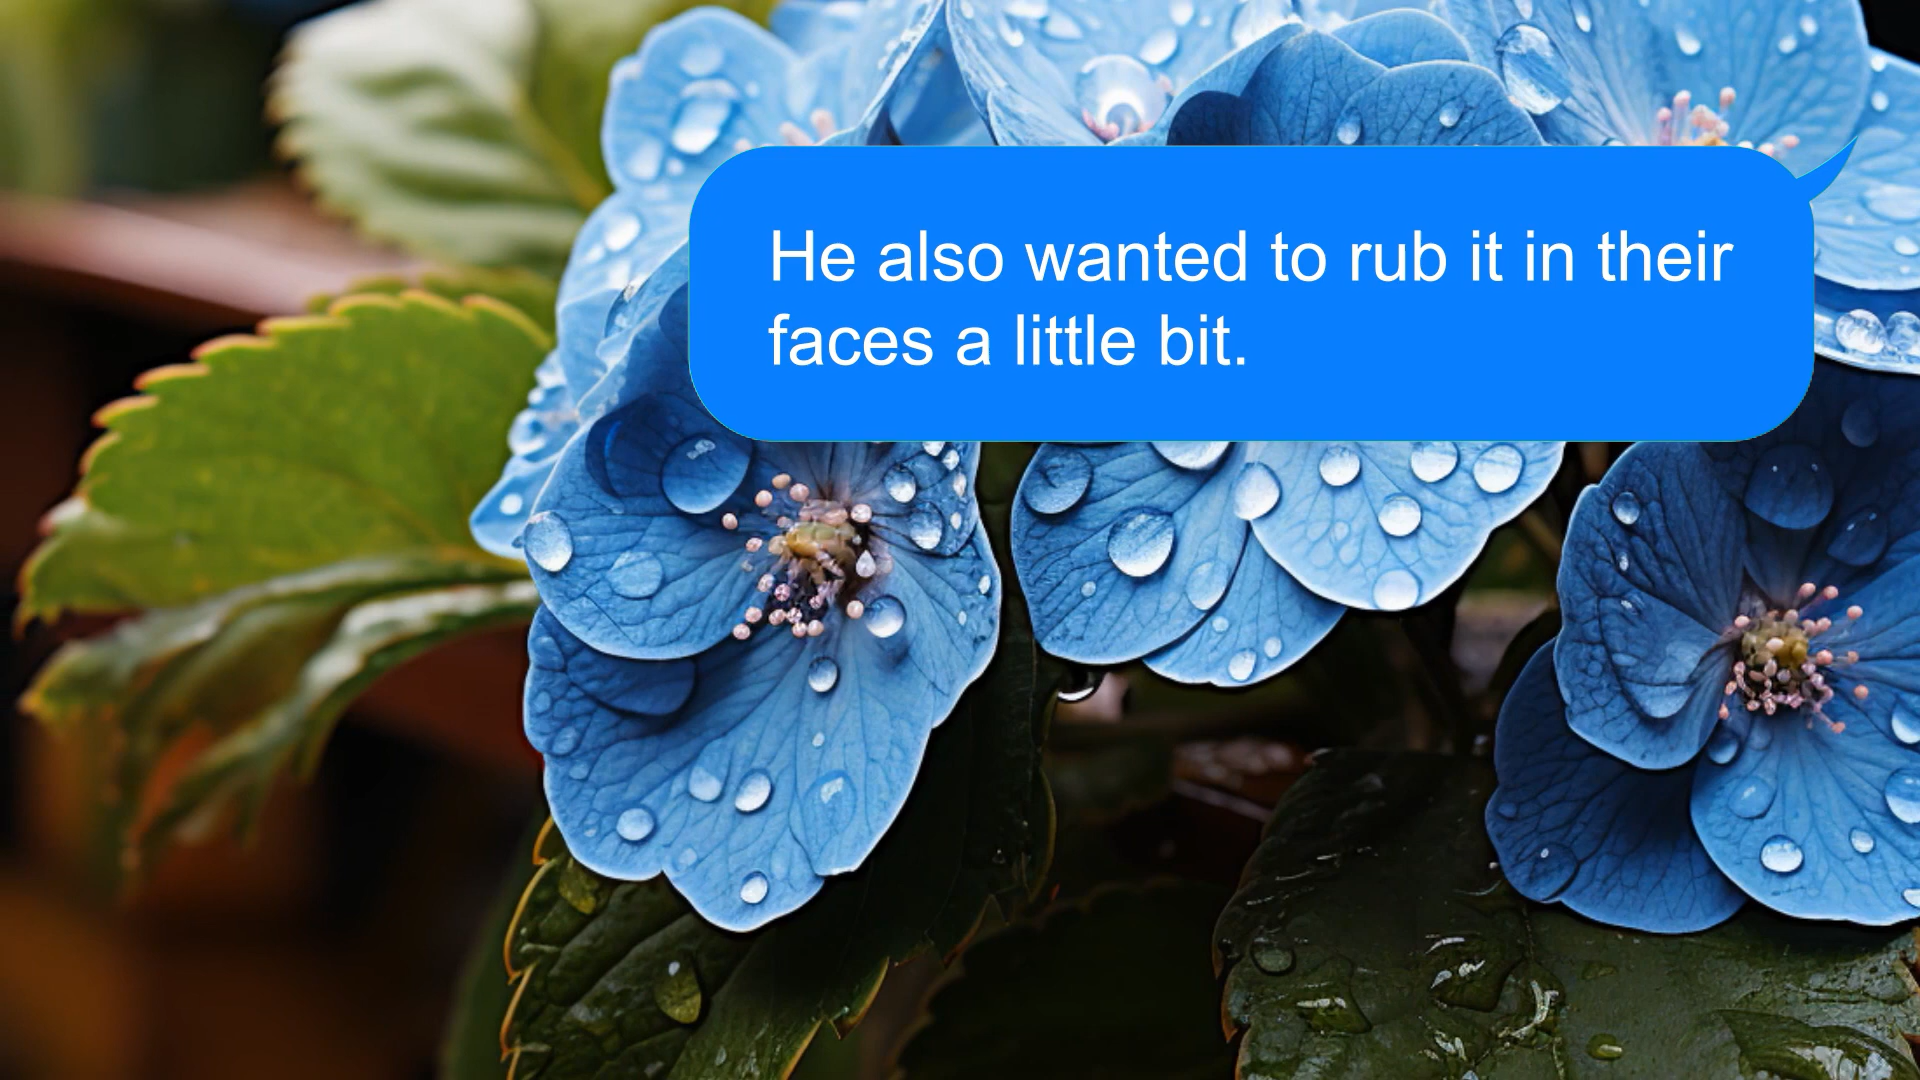 He also wanted to rub it in their
faces a little bit.